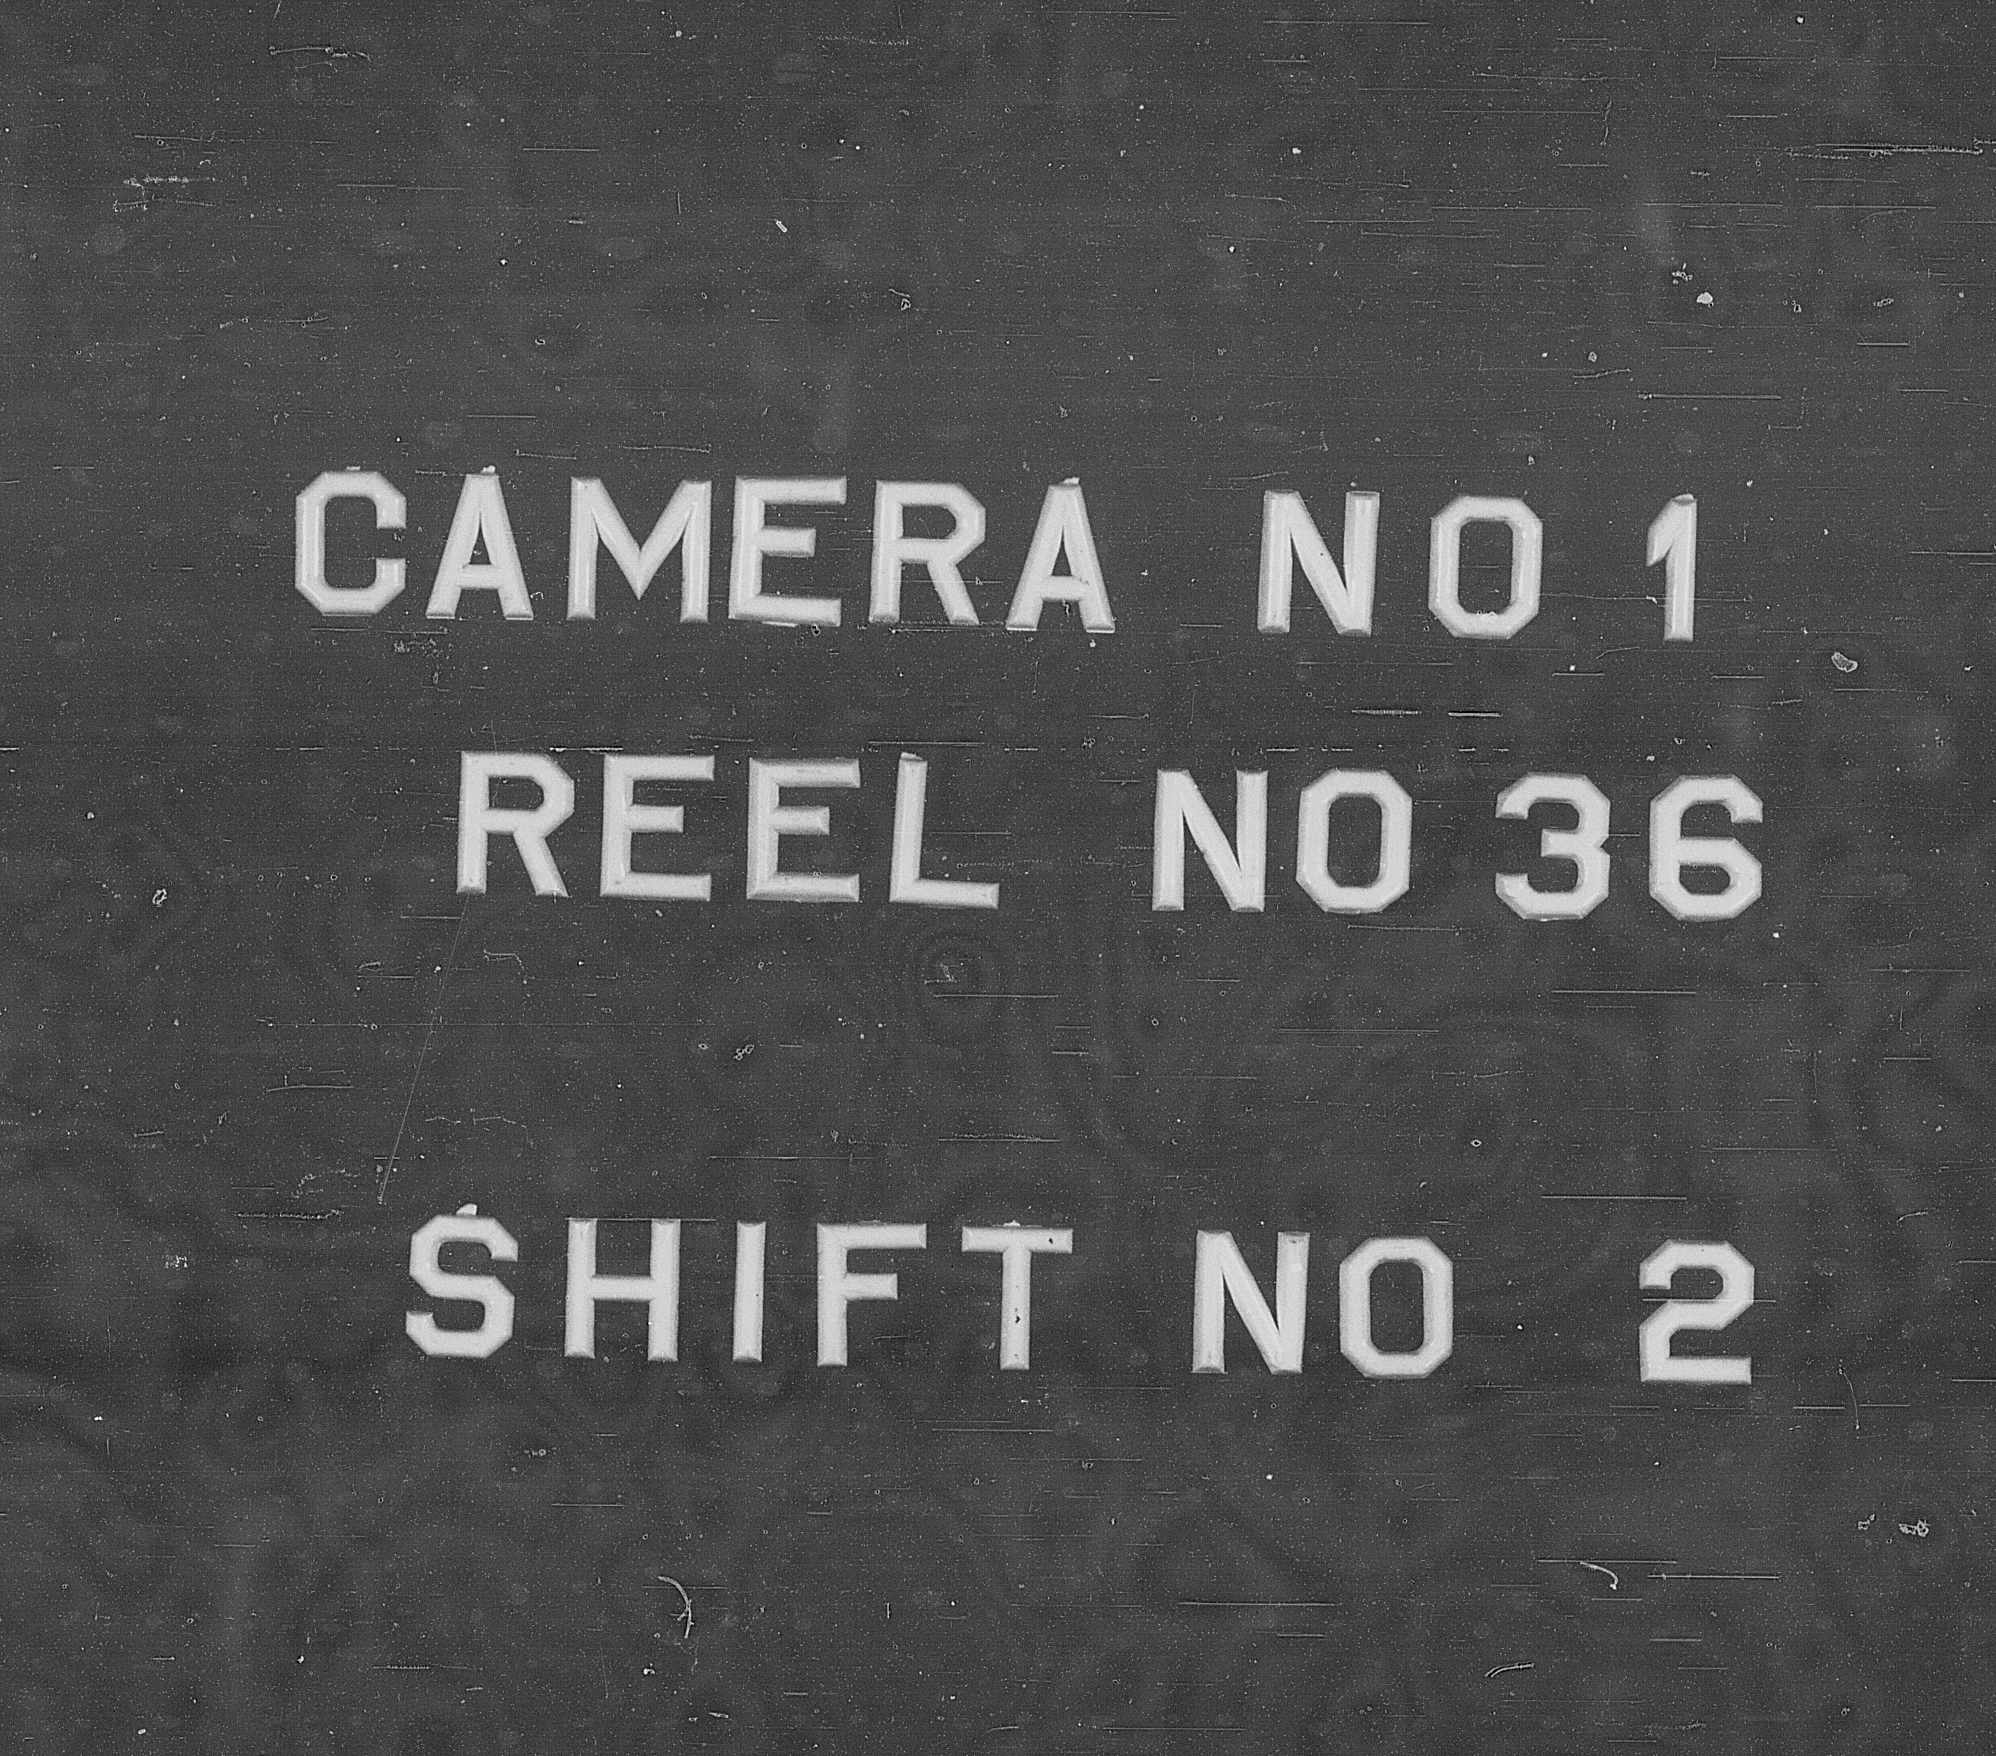 CAMERA NO 1
REEL NO 36
SHIFT NO 2